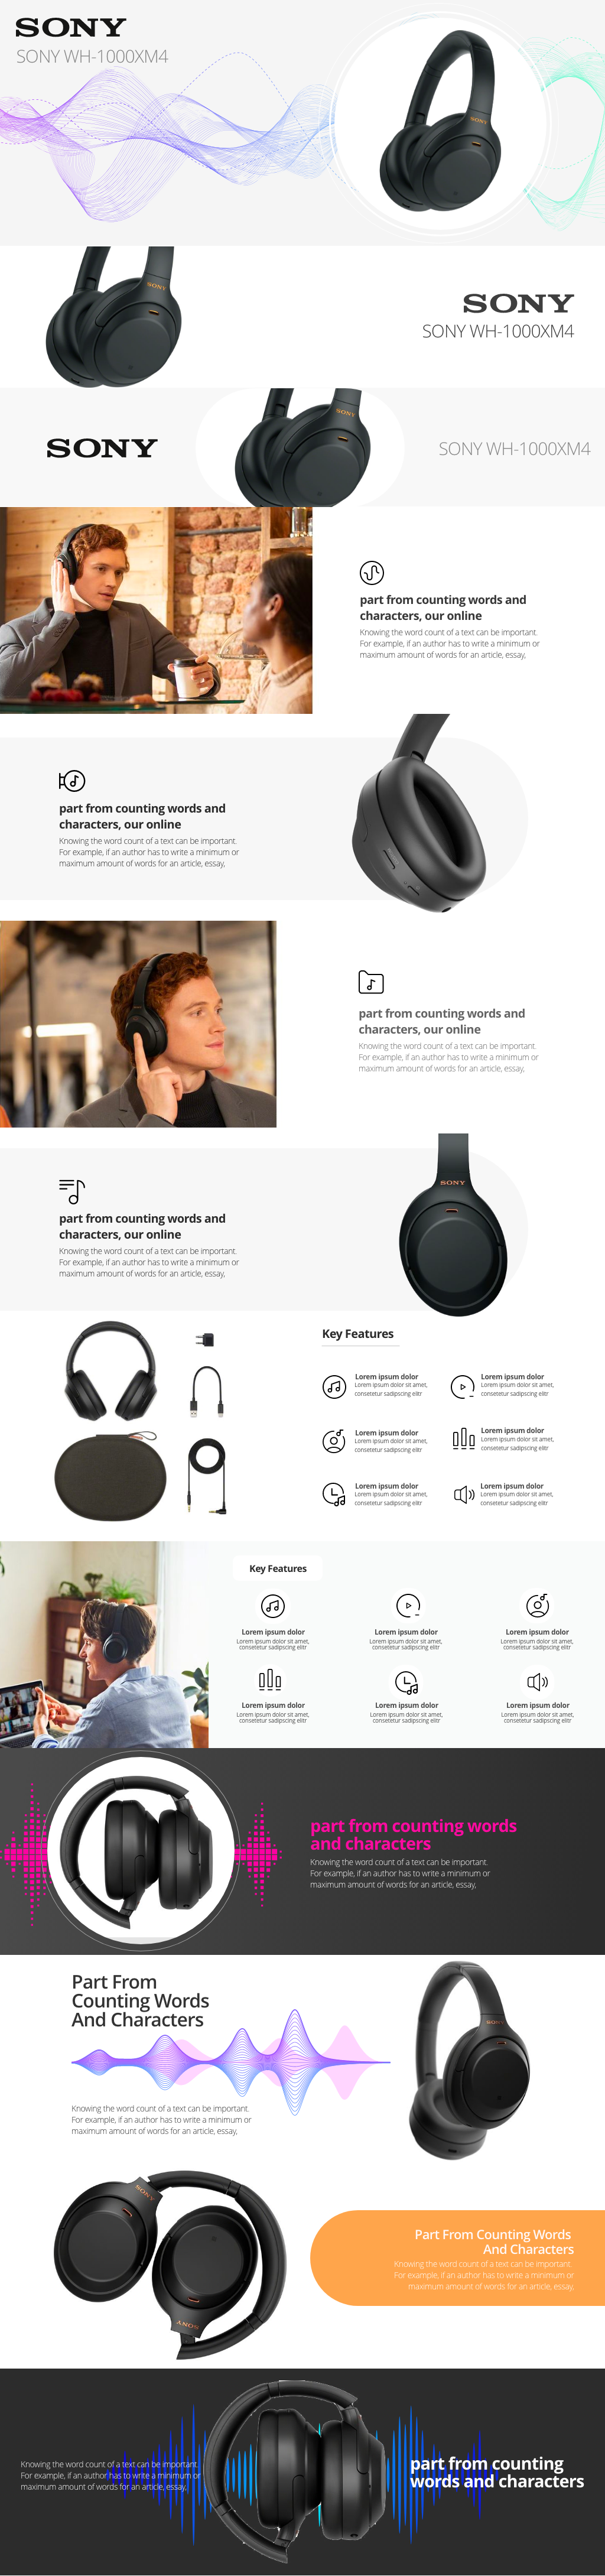 SONY
SONY WH-1000XM4
SONY
SONY
SONY
SONY WH-1000XM4
SONY
SONY
SONY WH-1000XM4
part from counting words and
characters, our online
Knowing the word count of a text can be important.
For example, if an author has to write a minimum or
maximum amount of words for an article, essay,
part from counting words and
characters, our online
Knowing the word count of a text can be important.
For example, if an author has to write a minimum or
maximum amount of words for an article, essay,
part from counting words and
characters, our online
Knowing the word count of a text can be important.
For example, if an author has to write a minimum or
maximum amount of words for an article, essay,
SONY
part from counting words and
characters, our online
Knowing the word count of a text can be important.
For example, if an author has to write a minimum or
maximum amount of words for an article, essay,
Key Features
Lorem ipsum dolor
Lorem ipsum dolor sit amet,
consetetur sadipscing elitr
Lorem ipsum dolor
Lorem ipsum dolor sit amet,
consetetur sadipscing elitr
Lorem ipsum dolor
Lorem ipsum dolor sit amet,
consetetur sadipscing elitr
Lorem ipsum dolor
Lorem ipsum dolor sit amet,
consetetur sadipscing elitr
Lorem ipsum dolor
Lorem ipsum dolor sit amet,
consetetur sadipscing elitr
Lorem ipsum dolor
Lorem ipsum dolor sit amet,
consetetur sadipscing elitr
Key Features
Lorem ipsum dolor
Lorem ipsum dolor sit amet,
consetetur sadipscing elitr
Lorem ipsum dolor
Lorem ipsum dolor sit amet,
consetetur sadipscing elitr
Lorem ipsum dolor
Lorem ipsum dolor sit amet,
consetetur sadipscing elitr
Lorem ipsum dolor
Lorem ipsum dolor sit amet,
consetetur sadipscing elitr
Lorem ipsum dolor
Lorem ipsum dolor sit amet,
consetetur sadipscing elitr
Lorem ipsum dolor
Lorem ipsum dolor sit amet,
consetetur sadipscing elitr
part from counting words
and characters
Knowing the word count of a text can be important.
For example, if an author has to write a minimum or
maximum amount of words for an article, essay,
Part From
Counting Words
And Characters
Knowing the word count of a text can be important.
For example, if an author has to write a minimum or
maximum amount of words for an article, essay,
SONY
SONY
SONY
Part From Counting Words
And Characters
Knowing the word count of a text can be important.
For example, if an author has to write a minimum or
maximum amount of words for an article, essay,
Knowing the word count of a text can be important.
For example, if an author has to write a minimum or
maximum amount of words for an article, essay,
part from counting
words and characters